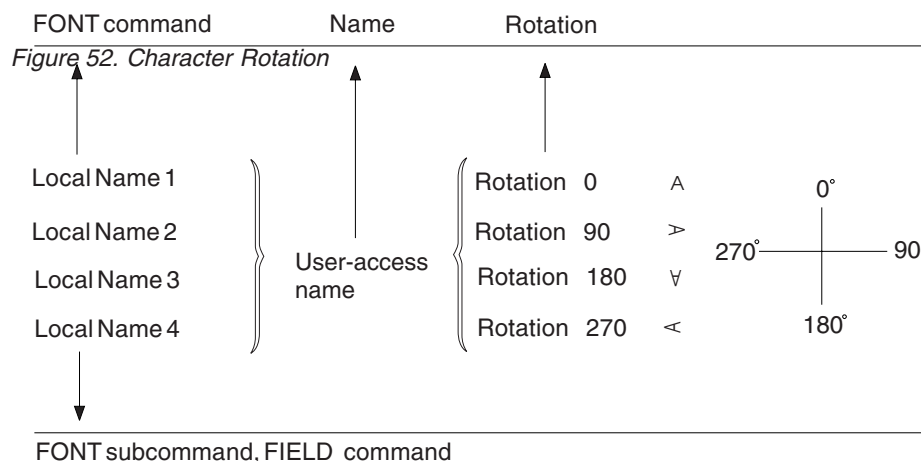 FONT command Name Rotation
Figure 52. Character Rotation
Local Name 1 Rotation 0 A 0°
Local Name 2 Rotation 90 A
270° 90
User-access
name
Local Name 3 Rotation 180 A
Local Name 4 Rotation 270 A 180°
FONT subcommand, FIELD command